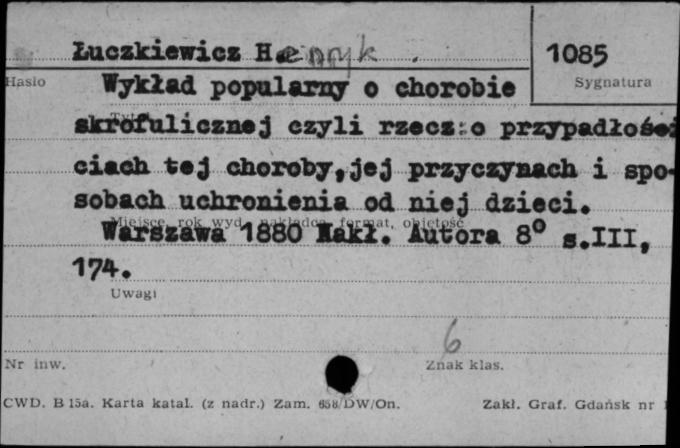 Łuczkiewicz Henryk .
1085
Hasło
Sygnatura
Wykład popularny o chorobie
Tytuł
skrofulicznej czyli rzecz:o przypadłoś
ciach tej choroby,jej przyczynach i spo-
sobach uchronienia od niej dzieci.
Miejsce, rok wyd., nakładca, format, objętość
Warszawa 1880 Nakł. Autora 8° s.III,
174.
Uwagi
6
Nr inw.
Znak klas.
CWD. B 15a. Karta katal. (z nadr.) Zam. 658/DW/On.
Zakł. Graf. Gdańsk nr 1